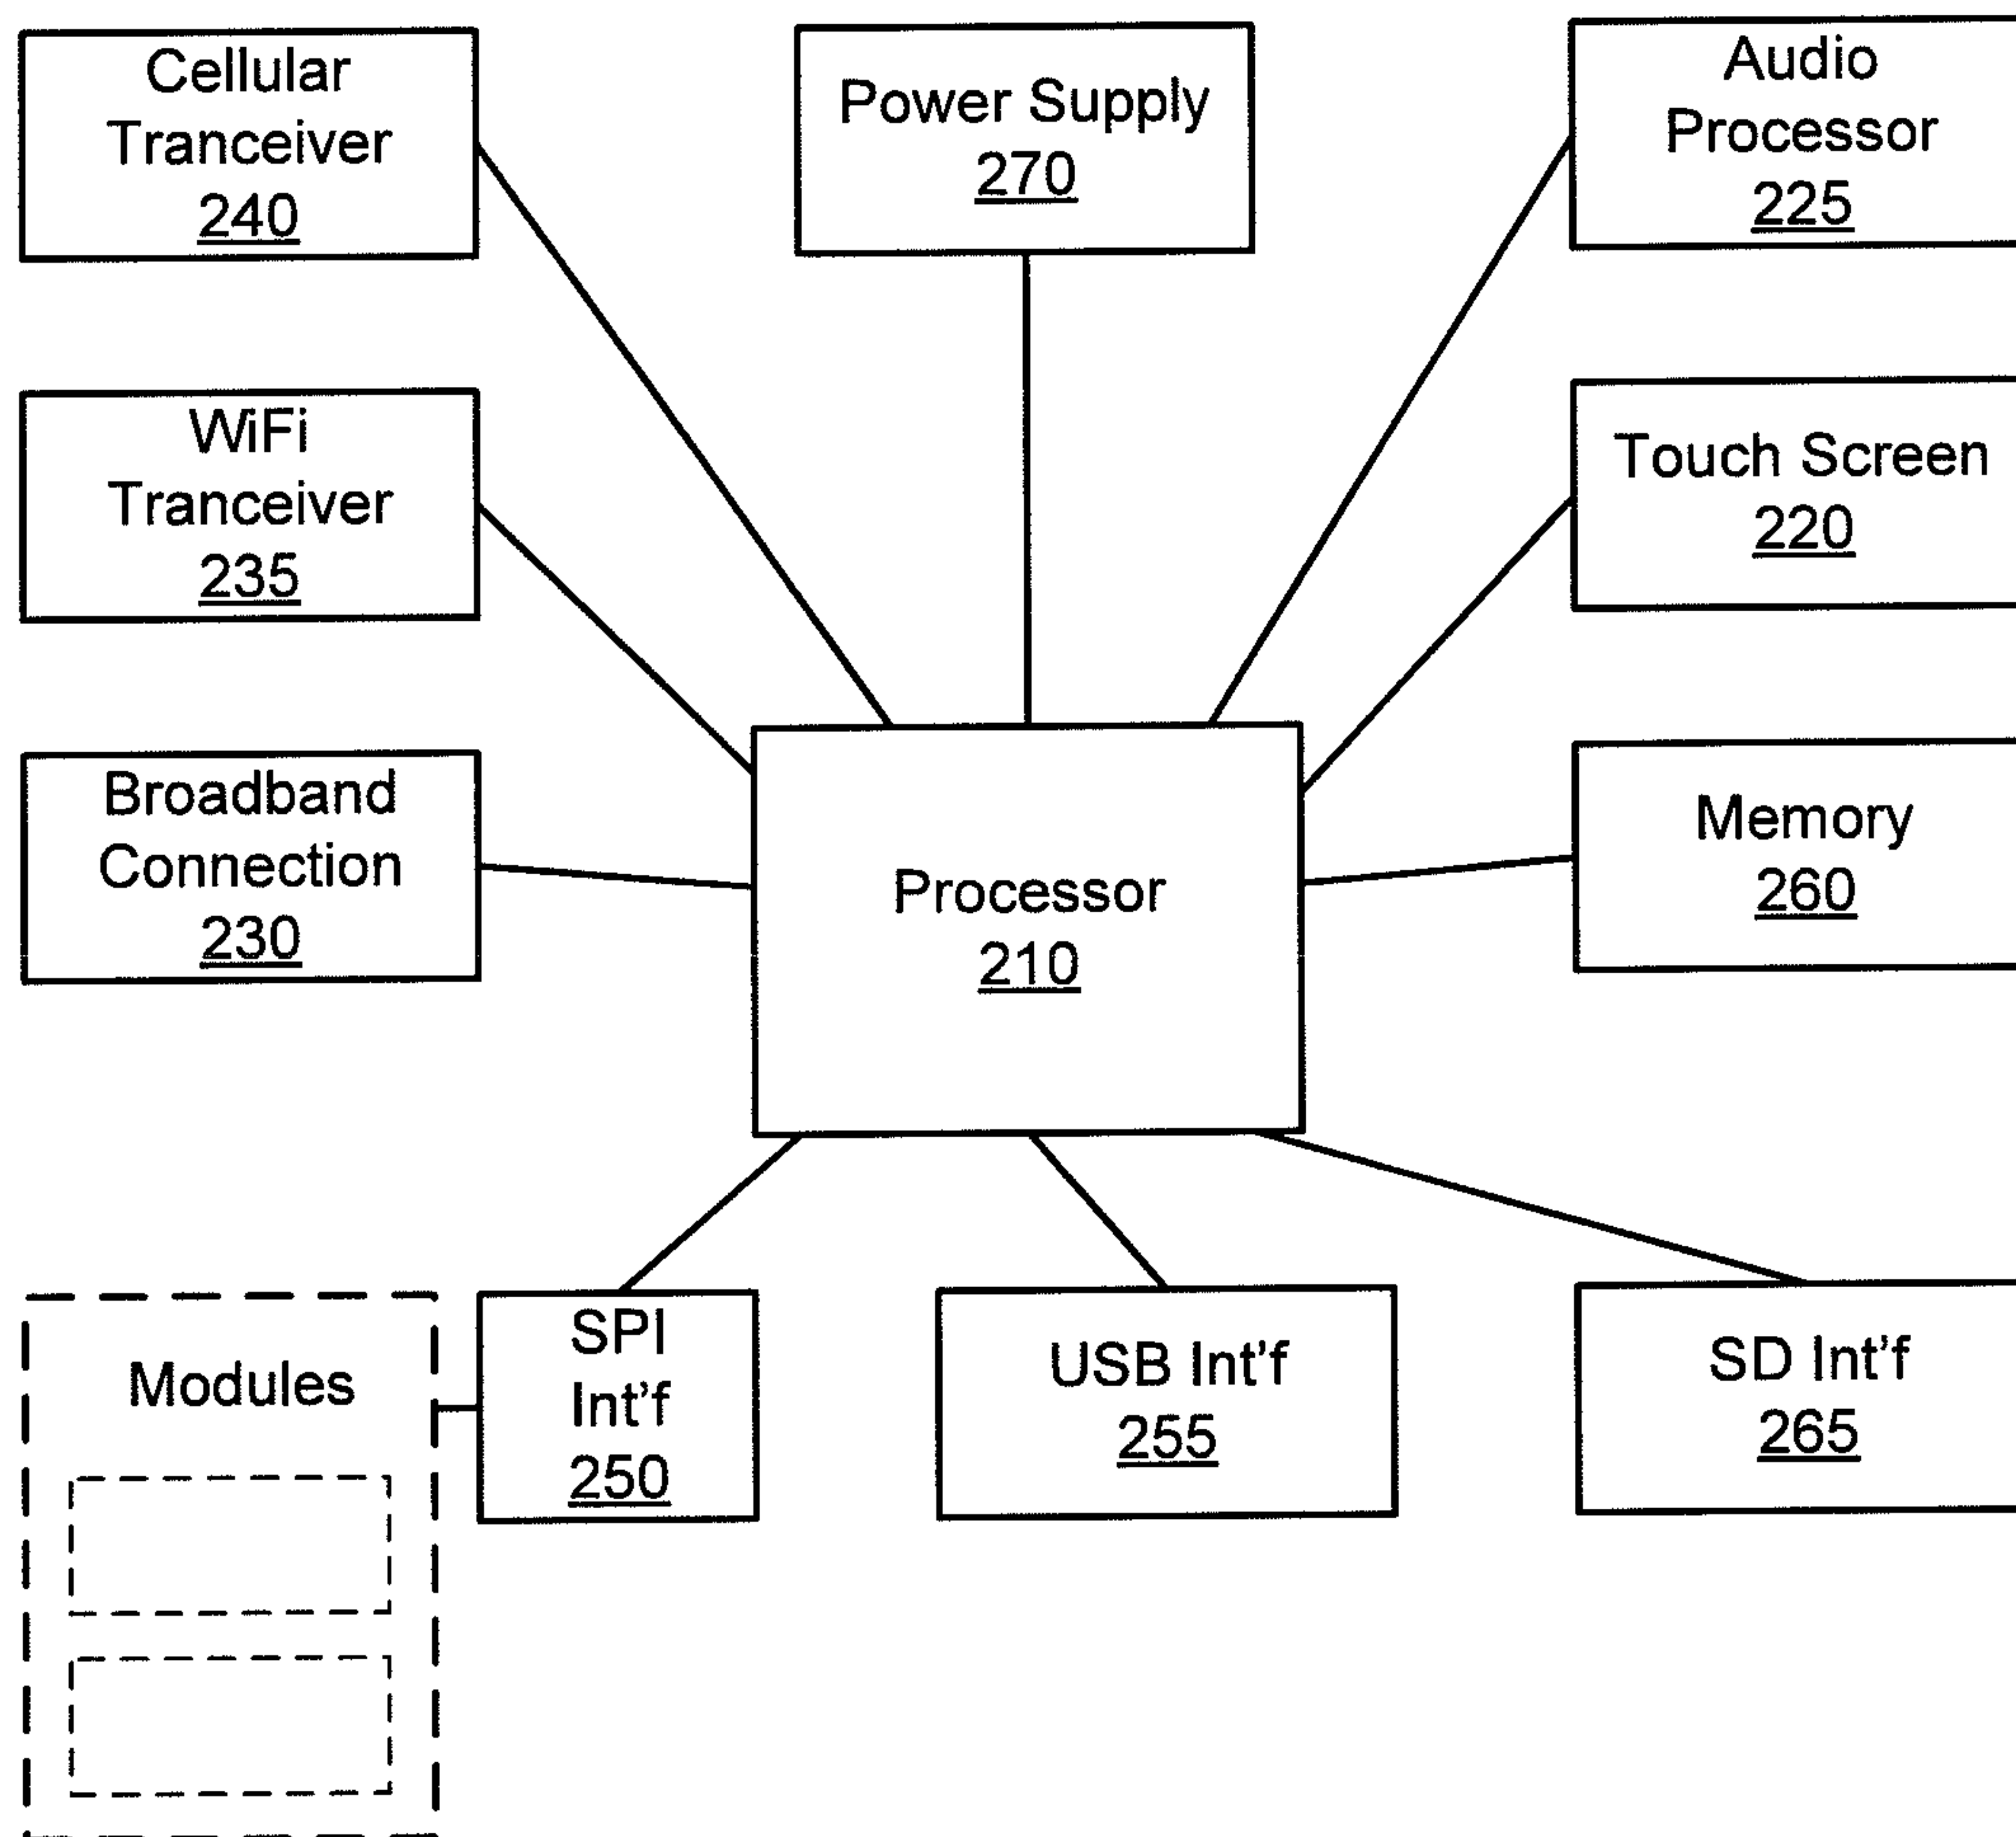 Cellular
Tranceiver
240
Power Supply
270
Audio
Processor
225
WiFi
Tranceiver
235
Touch Screen
220
Broadband
Connection
230
Processor
210
Memory
260
Modules
SPI
Int'f
250
USB Int'f
255
SD Int'f
265